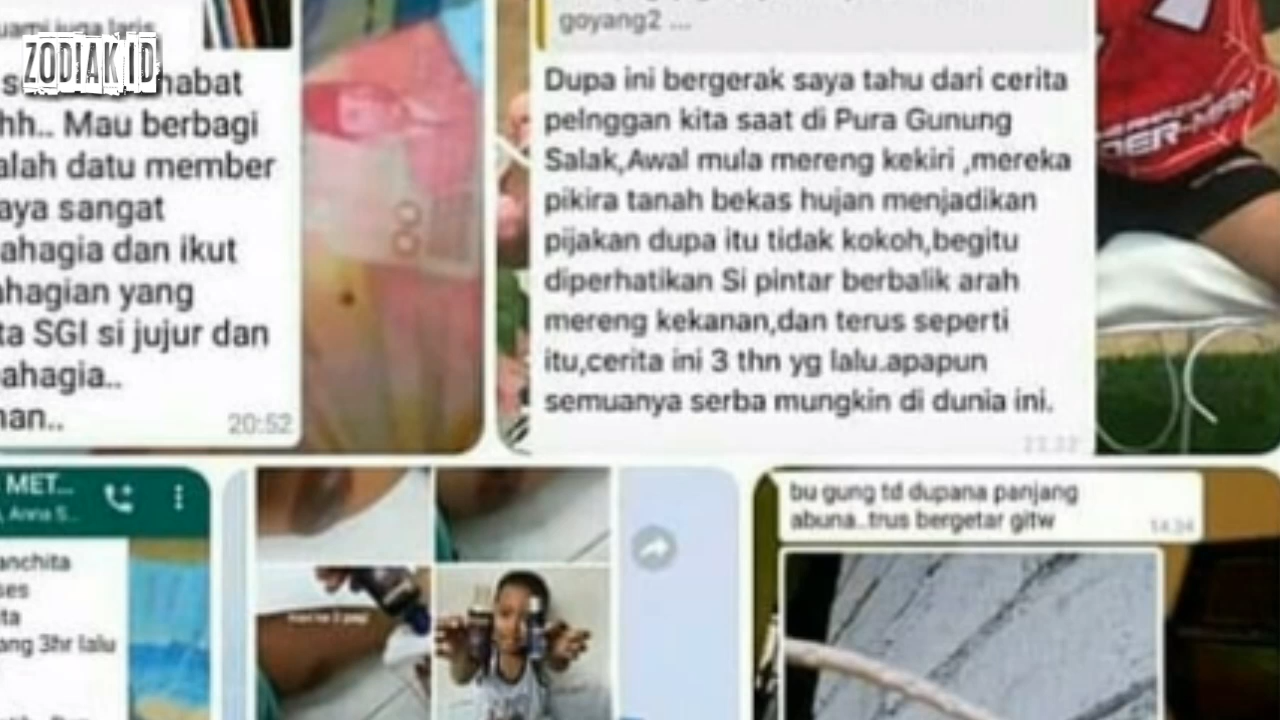 uami juga laris
ZODIAK ID
habat
hh.. Mau berbagi
alah datu member
aya sangat
ahagia dan ikut
ahagian yang
ta SGI si jujur dan
ahagia..
nan..
20:52
goyang2 ...
Dupa ini bergerak saya tahu dari cerita
pelnggan kita saat di Pura Gunung
Salak,Awal mula mereng kekiri ,mereka
pikira tanah bekas hujan menjadikan
pijakan dupa itu tidak kokoh,begitu
diperhatikan Si pintar berbalik arah
mereng kekanan,dan terus seperti
itu,cerita ini 3 thn yg lalu.apapun
semuanya serba mungkin di dunia ini.
DER-MAN
MET...
, Anna S...
anchita
ses
ta
ang 3hr lalu
bu gung td dupana panjang
abuna..trus bergetar gitw
14:34